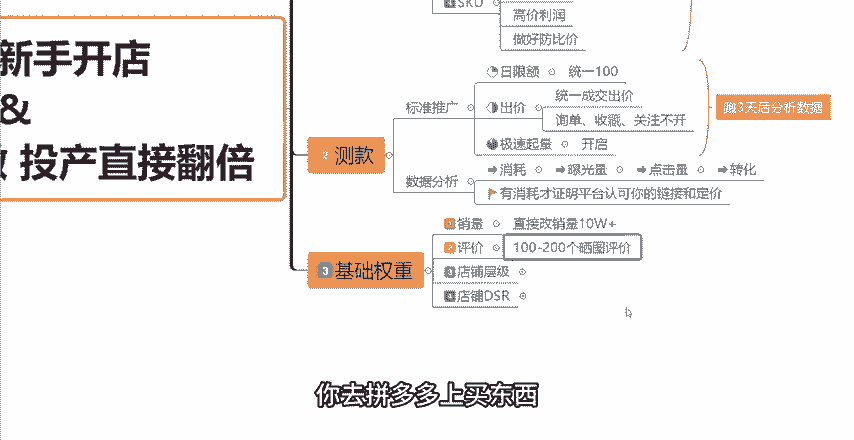 SKU
高价利润
做好防比价
新手开店
&
投产直接翻倍
2 测款
标准推广
日限额
统一100
出价
统一成交出价
询单、收藏、关注不开
极速起量
开启
跑3天后分析数据
数据分析
消耗
曝光量
点击量
转化
有消耗才证明平台认可你的链接和定价
3 基础权重
1 销量
直接改销量10W+
2 评价
100-200个晒图评价
3 店铺层级
4 店铺DSR
你去拼多多上买东西